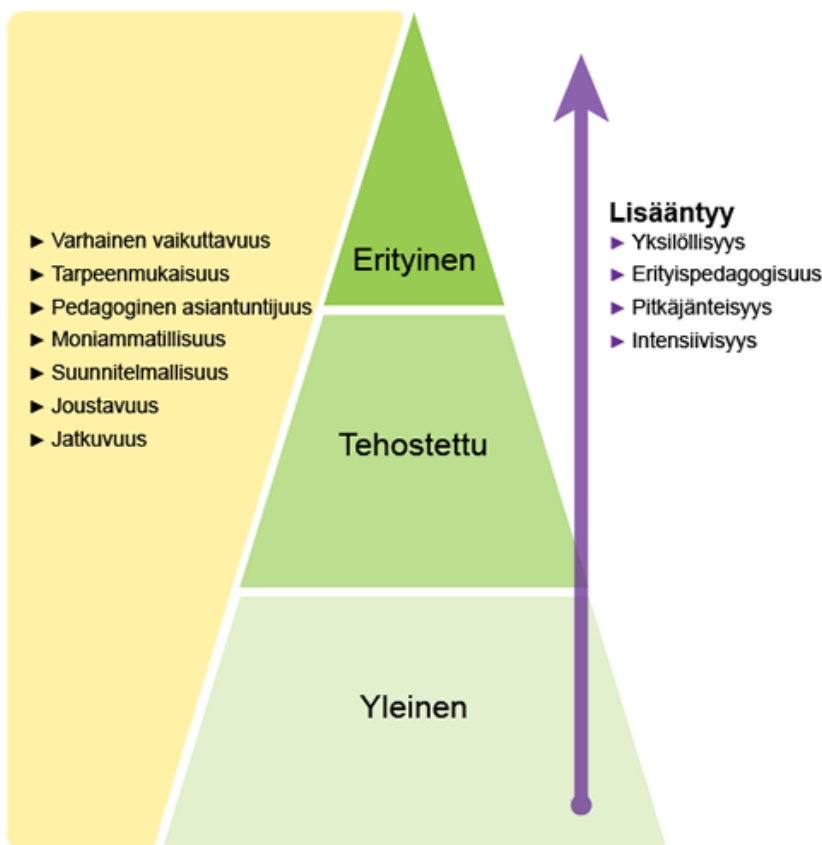 ► Varhainen vaikuttavuus
► Tarpeenmukaisuus
► Pedagoginen asiantuntijuus
► Moniammatillisuus
► Suunnitelmallisuus
► Joustavuus
► Jatkuvuus
Erityinen
Tehostettu
Yleinen
Lisääntyy
► Yksilöllisyys
► Erityispedagogisuus
► Pitkäjänteisyys
► Intensiivisyys